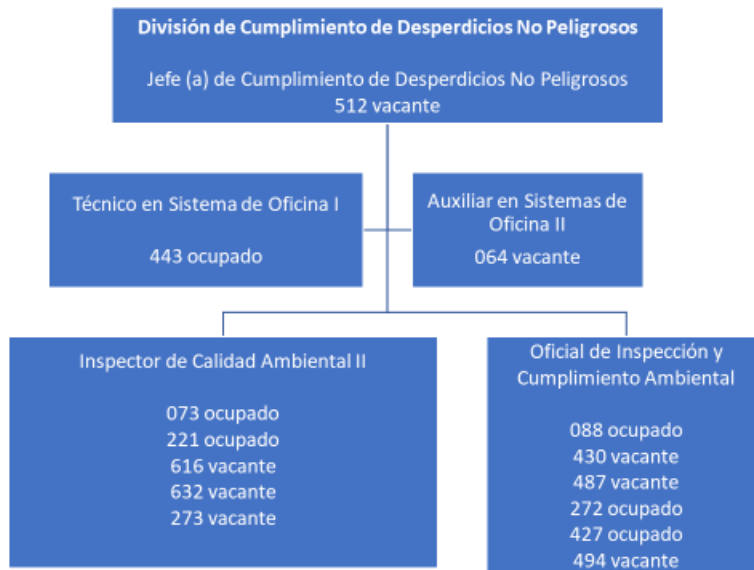 División de Cumplimiento de Desperdicios No Peligrosos
Jefe (a) de Cumplimiento de Desperdicios No Peligrosos
512 vacante
Técnico en Sistema de Oficina I
443 ocupado
Auxiliar en Sistemas de
Oficina II
064 vacante
Inspector de Calidad Ambiental II
073 ocupado
221 ocupado
616 vacante
632 vacante
273 vacante
Oficial de Inspección y
Cumplimiento Ambiental
088 ocupado
430 vacante
487 vacante
272 ocupado
427 ocupado
494 vacante